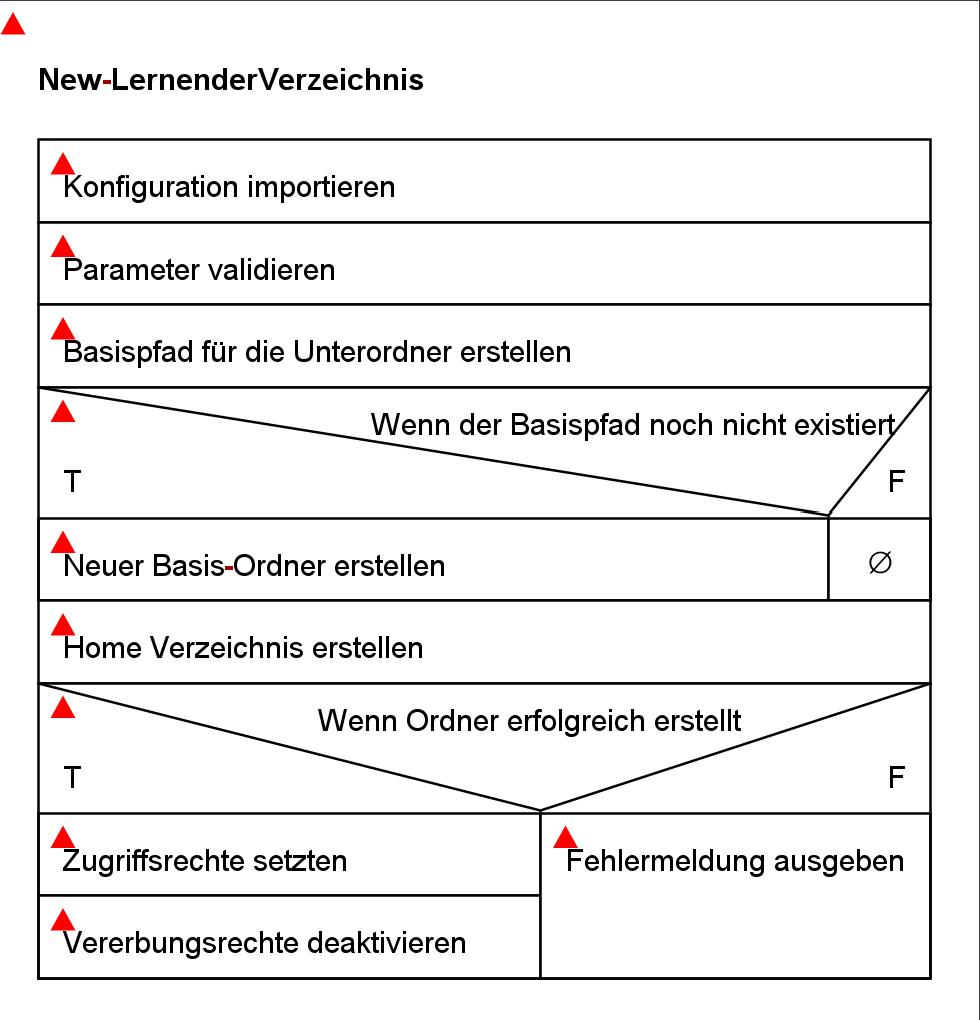 New-LernenderVerzeichnis
Konfiguration importieren
Parameter validieren
Basispfad für die Unterordner erstellen
Wenn der Basispfad noch nicht existiert
T F
Neuer Basis-Ordner erstellen ∅
Home Verzeichnis erstellen
Wenn Ordner erfolgreich erstellt
T F
Zugriffsrechte setzten Fehlermeldung ausgeben
Vererbungsrechte deaktivieren